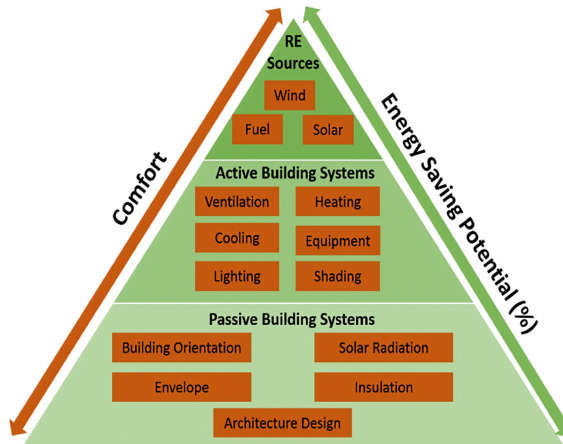 RE
Sources
Wind
Fuel
Solar
Active Building Systems
Ventilation
Heating
Cooling
Equipment
Lighting
Shading
Passive Building Systems
Building Orientation
Solar Radiation
Envelope
Insulation
Architecture Design
Comfort
Energy Saving Potential (%)